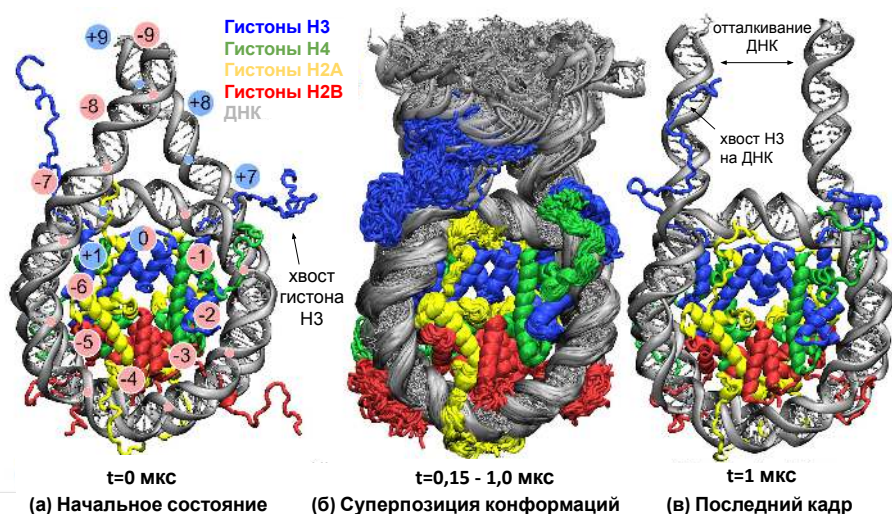 Гистоны H3
Гистоны H4
Гистоны H2A
Гистоны H2B
ДНК
+9
-9
-8
+8
-7
+7
+1
0
-1
-6
-2
-5
-3
-4
хвост
гистона
H3
отталкивание
ДНК
хвост H3
на ДНК
t=0 мкс
t=0,15 - 1,0 мкс
t=1 мкс
(а) Начальное состояние
(б) Суперпозиция конформаций
(в) Последний кадр